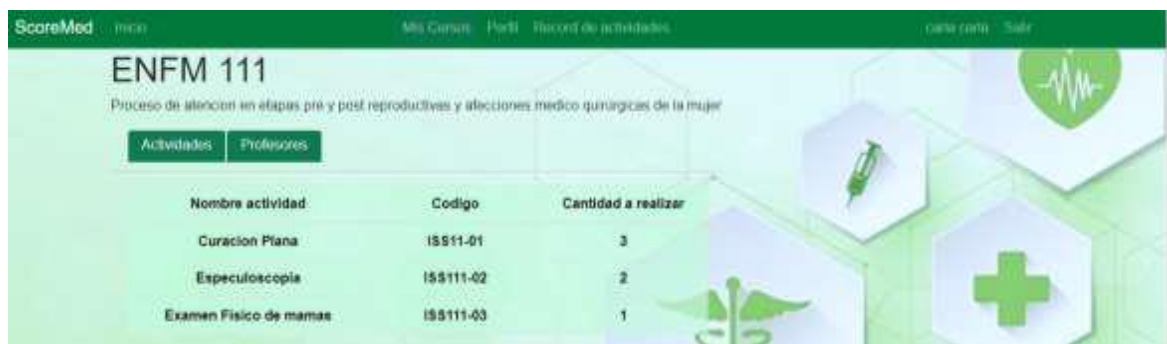 ScoreMed Inicio Mis Cursos Perfil Record de actividades Salir
ENFM 111
Proceso de atencion en etapas pre y post reproductivas y afecciones medico quirurgicas de la mujer
Actividades Profesores
Nombre actividad Codigo Cantidad a realizar
Curacion Plana ISS11-01 3
Especuloscopia ISS111-02 2
Examen Fisico de mamas ISS111-03 1